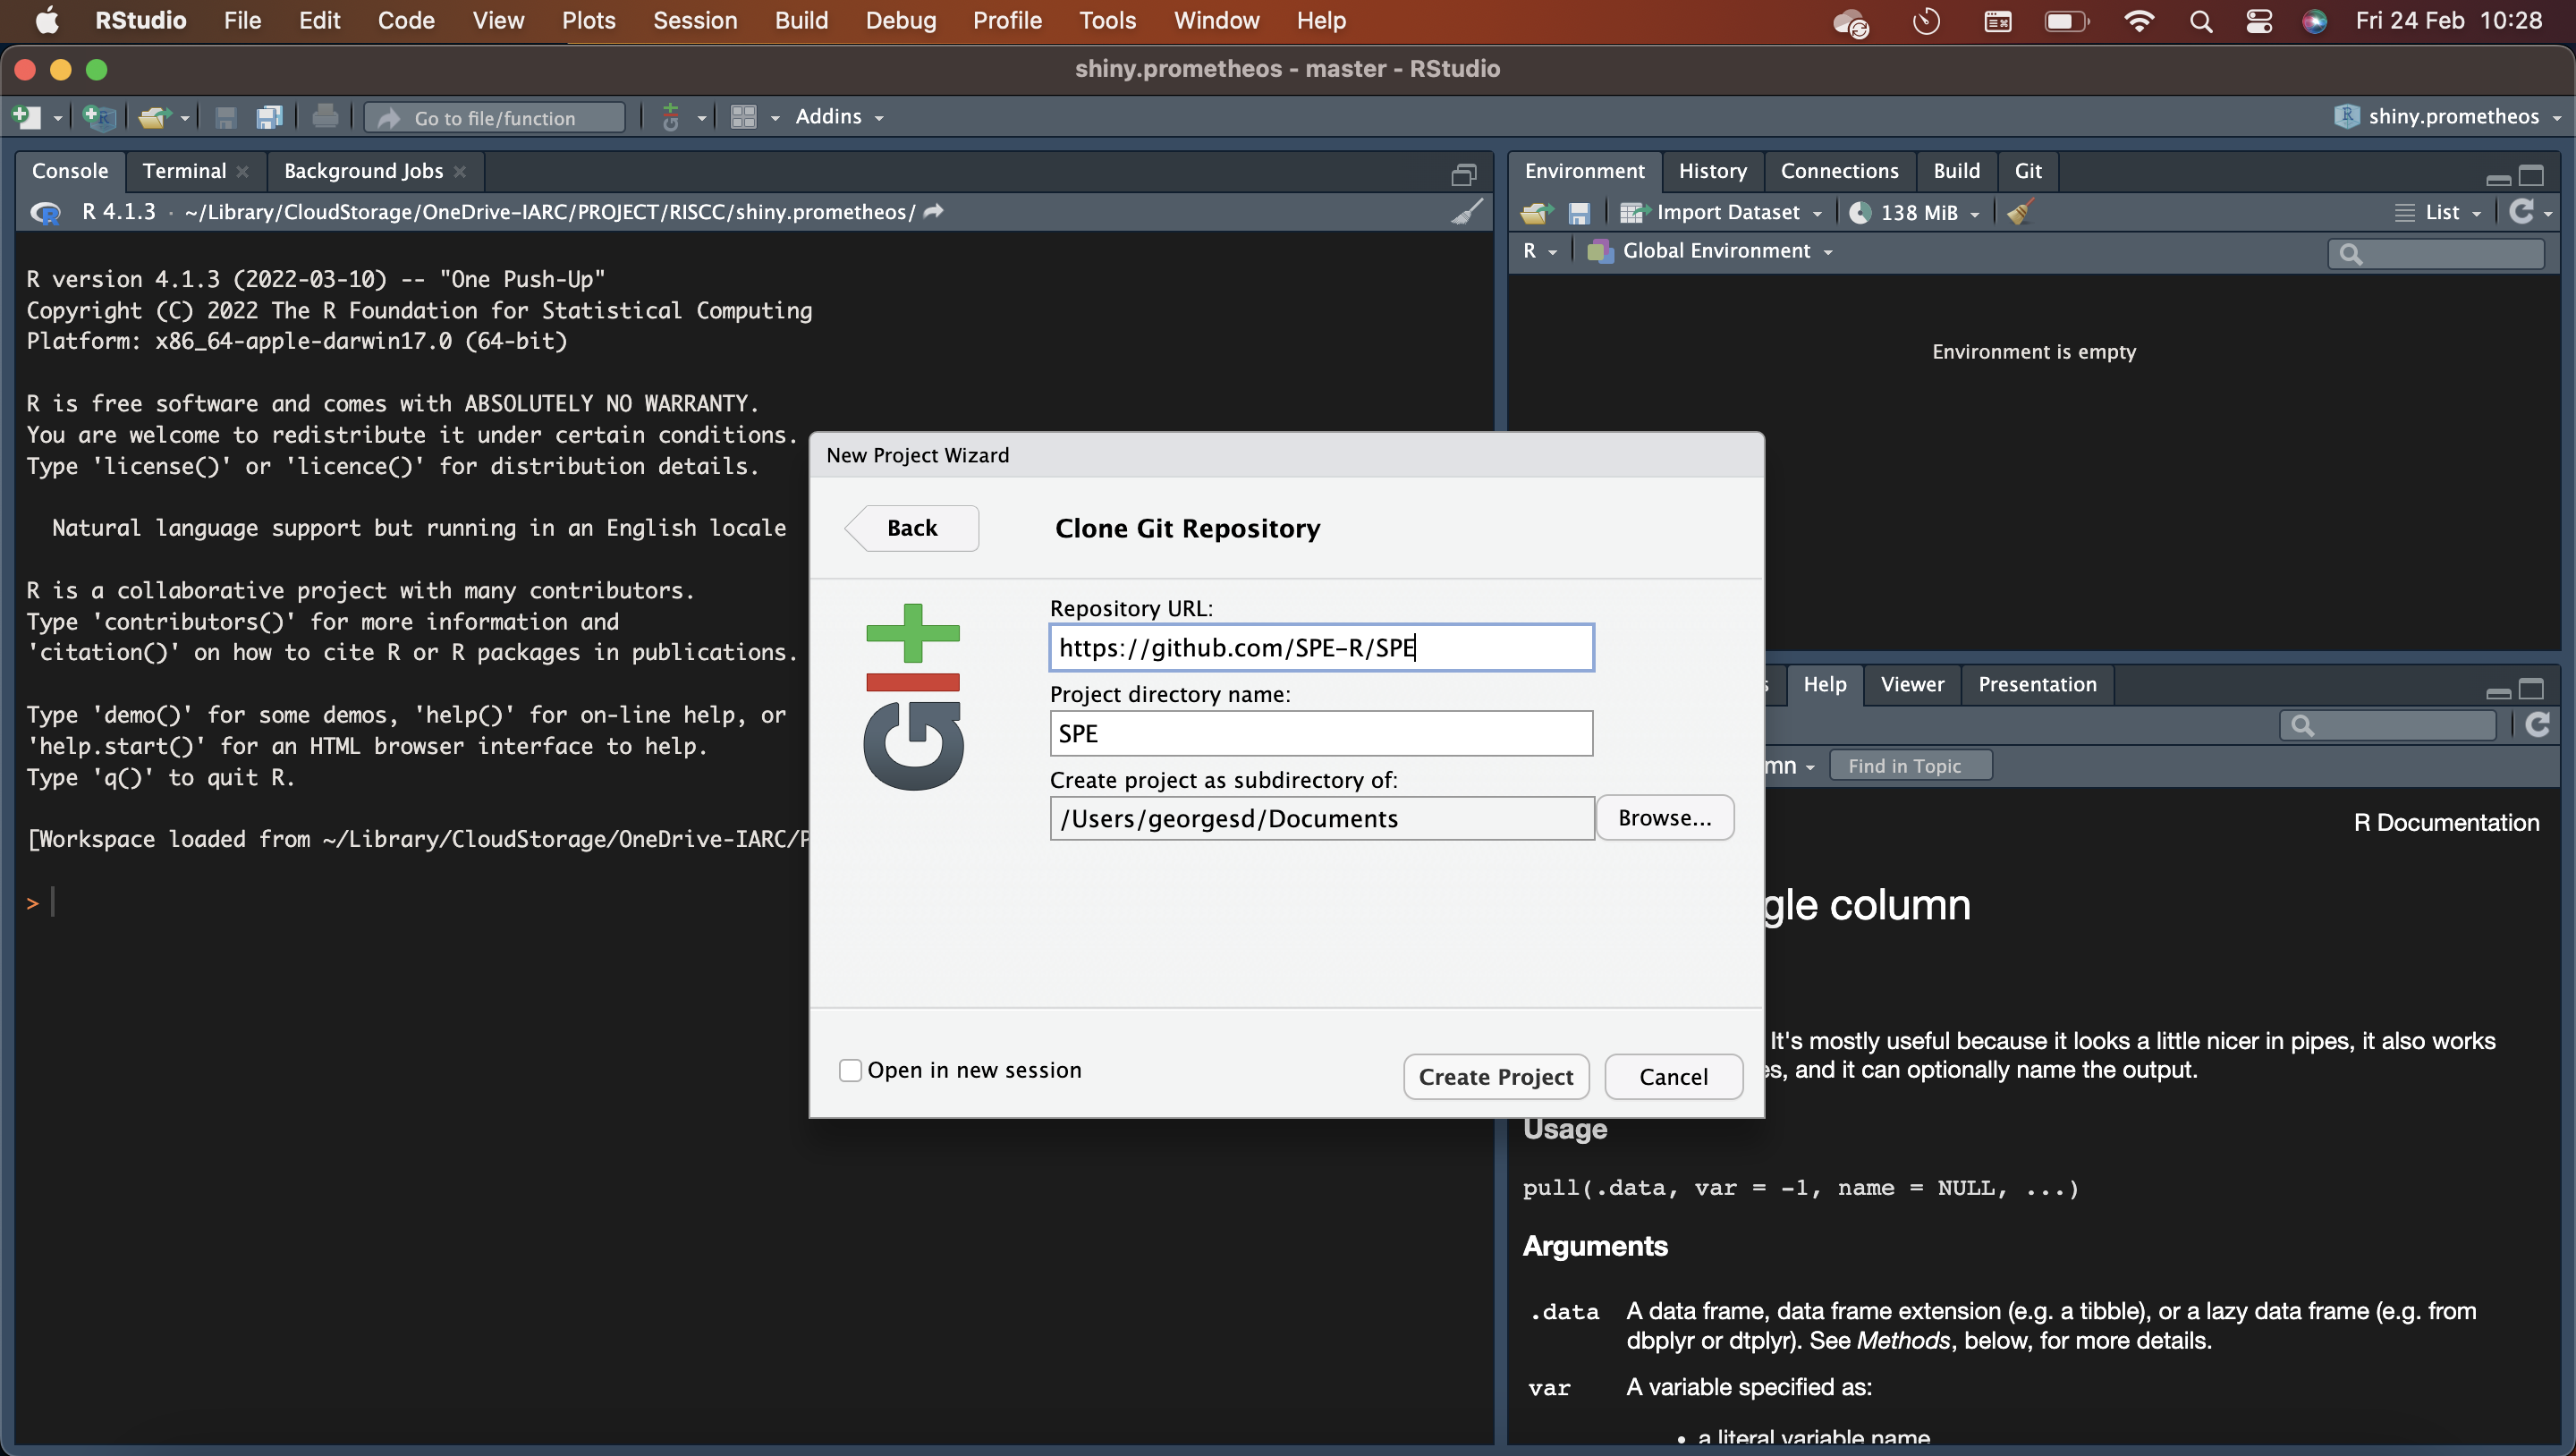 RStudio File Edit Code View Plots Session Build Debug Profile Tools Window Help Fri 24 Feb 10:28
shiny.prometheos - master - RStudio
Go to file/function Addins shiny.prometheos
Console Terminal Background Jobs
R 4.1.3 · ~/Library/CloudStorage/OneDrive-IARC/PROJECT/RISCC/shiny.prometheos/
R version 4.1.3 (2022-03-10) -- "One Push-Up"
Copyright (C) 2022 The R Foundation for Statistical Computing
Platform: x86_64-apple-darwin17.0 (64-bit)
R is free software and comes with ABSOLUTELY NO WARRANTY.
You are welcome to redistribute it under certain conditions.
Type 'license()' or 'licence()' for distribution details.
Natural language support but running in an English locale
R is a collaborative project with many contributors.
Type 'contributors()' for more information and
'citation()' on how to cite R or R packages in publications.
Type 'demo()' for some demos, 'help()' for on-line help, or
'help.start()' for an HTML browser interface to help.
Type 'q()' to quit R.
[Workspace loaded from ~/Library/CloudStorage/OneDrive-IARC/P
>
New Project Wizard
Back Clone Git Repository
git
Repository URL:
https://github.com/SPE-R/SPE
Project directory name:
SPE
Create project as subdirectory of:
/Users/georgesd/Documents Browse...
Open in new session Create Project Cancel
Environment History Connections Build Git
Import Dataset 138 MiB List
R Global Environment
Environment is empty
s Help Viewer Presentation
mn Find in Topic
R Documentation
gle column
It's mostly useful because it looks a little nicer in pipes, it also works
es, and it can optionally name the output.
Usage
pull(.data, var = -1, name = NULL, ...)
Arguments
.data A data frame, data frame extension (e.g. a tibble), or a lazy data frame (e.g. from
dbplyr or dtplyr). See Methods, below, for more details.
var A variable specified as:
• a literal variable name